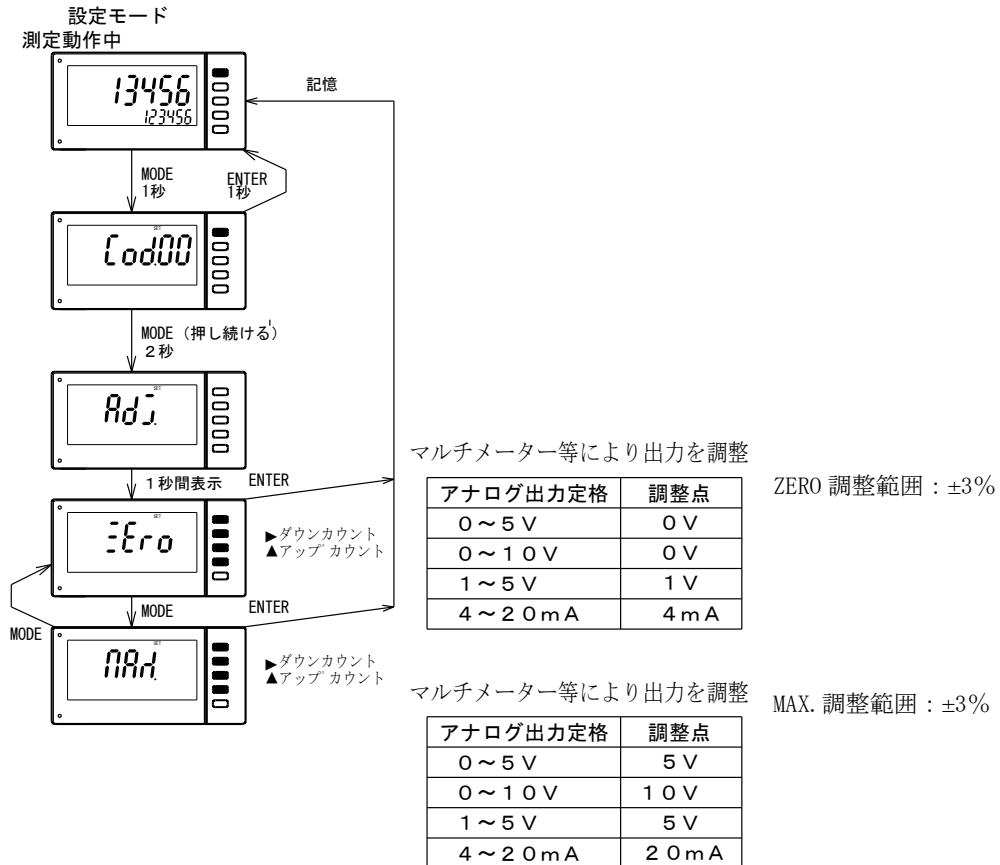 設定モード
測定動作中
13456
123456
記憶
MODE
1秒
ENTER
1秒
SET
Cod.00
MODE（押し続ける）
２秒
SET
Adj.
１秒間表示
ENTER
SET
ZEro
▶ダウンカウント
▲アップカウント
MODE
ENTER
MODE
SET
MAX.
▶ダウンカウント
▲アップカウント
マルチメーター等により出力を調整
アナログ出力定格 調整点
０～５Ｖ ０Ｖ
０～１０Ｖ ０Ｖ
１～５Ｖ １Ｖ
４～２０ｍＡ ４ｍＡ
ZERO 調整範囲：±3％
マルチメーター等により出力を調整
アナログ出力定格 調整点
０～５Ｖ ５Ｖ
０～１０Ｖ １０Ｖ
１～５Ｖ ５Ｖ
４～２０ｍＡ ２０ｍＡ
MAX. 調整範囲：±3％